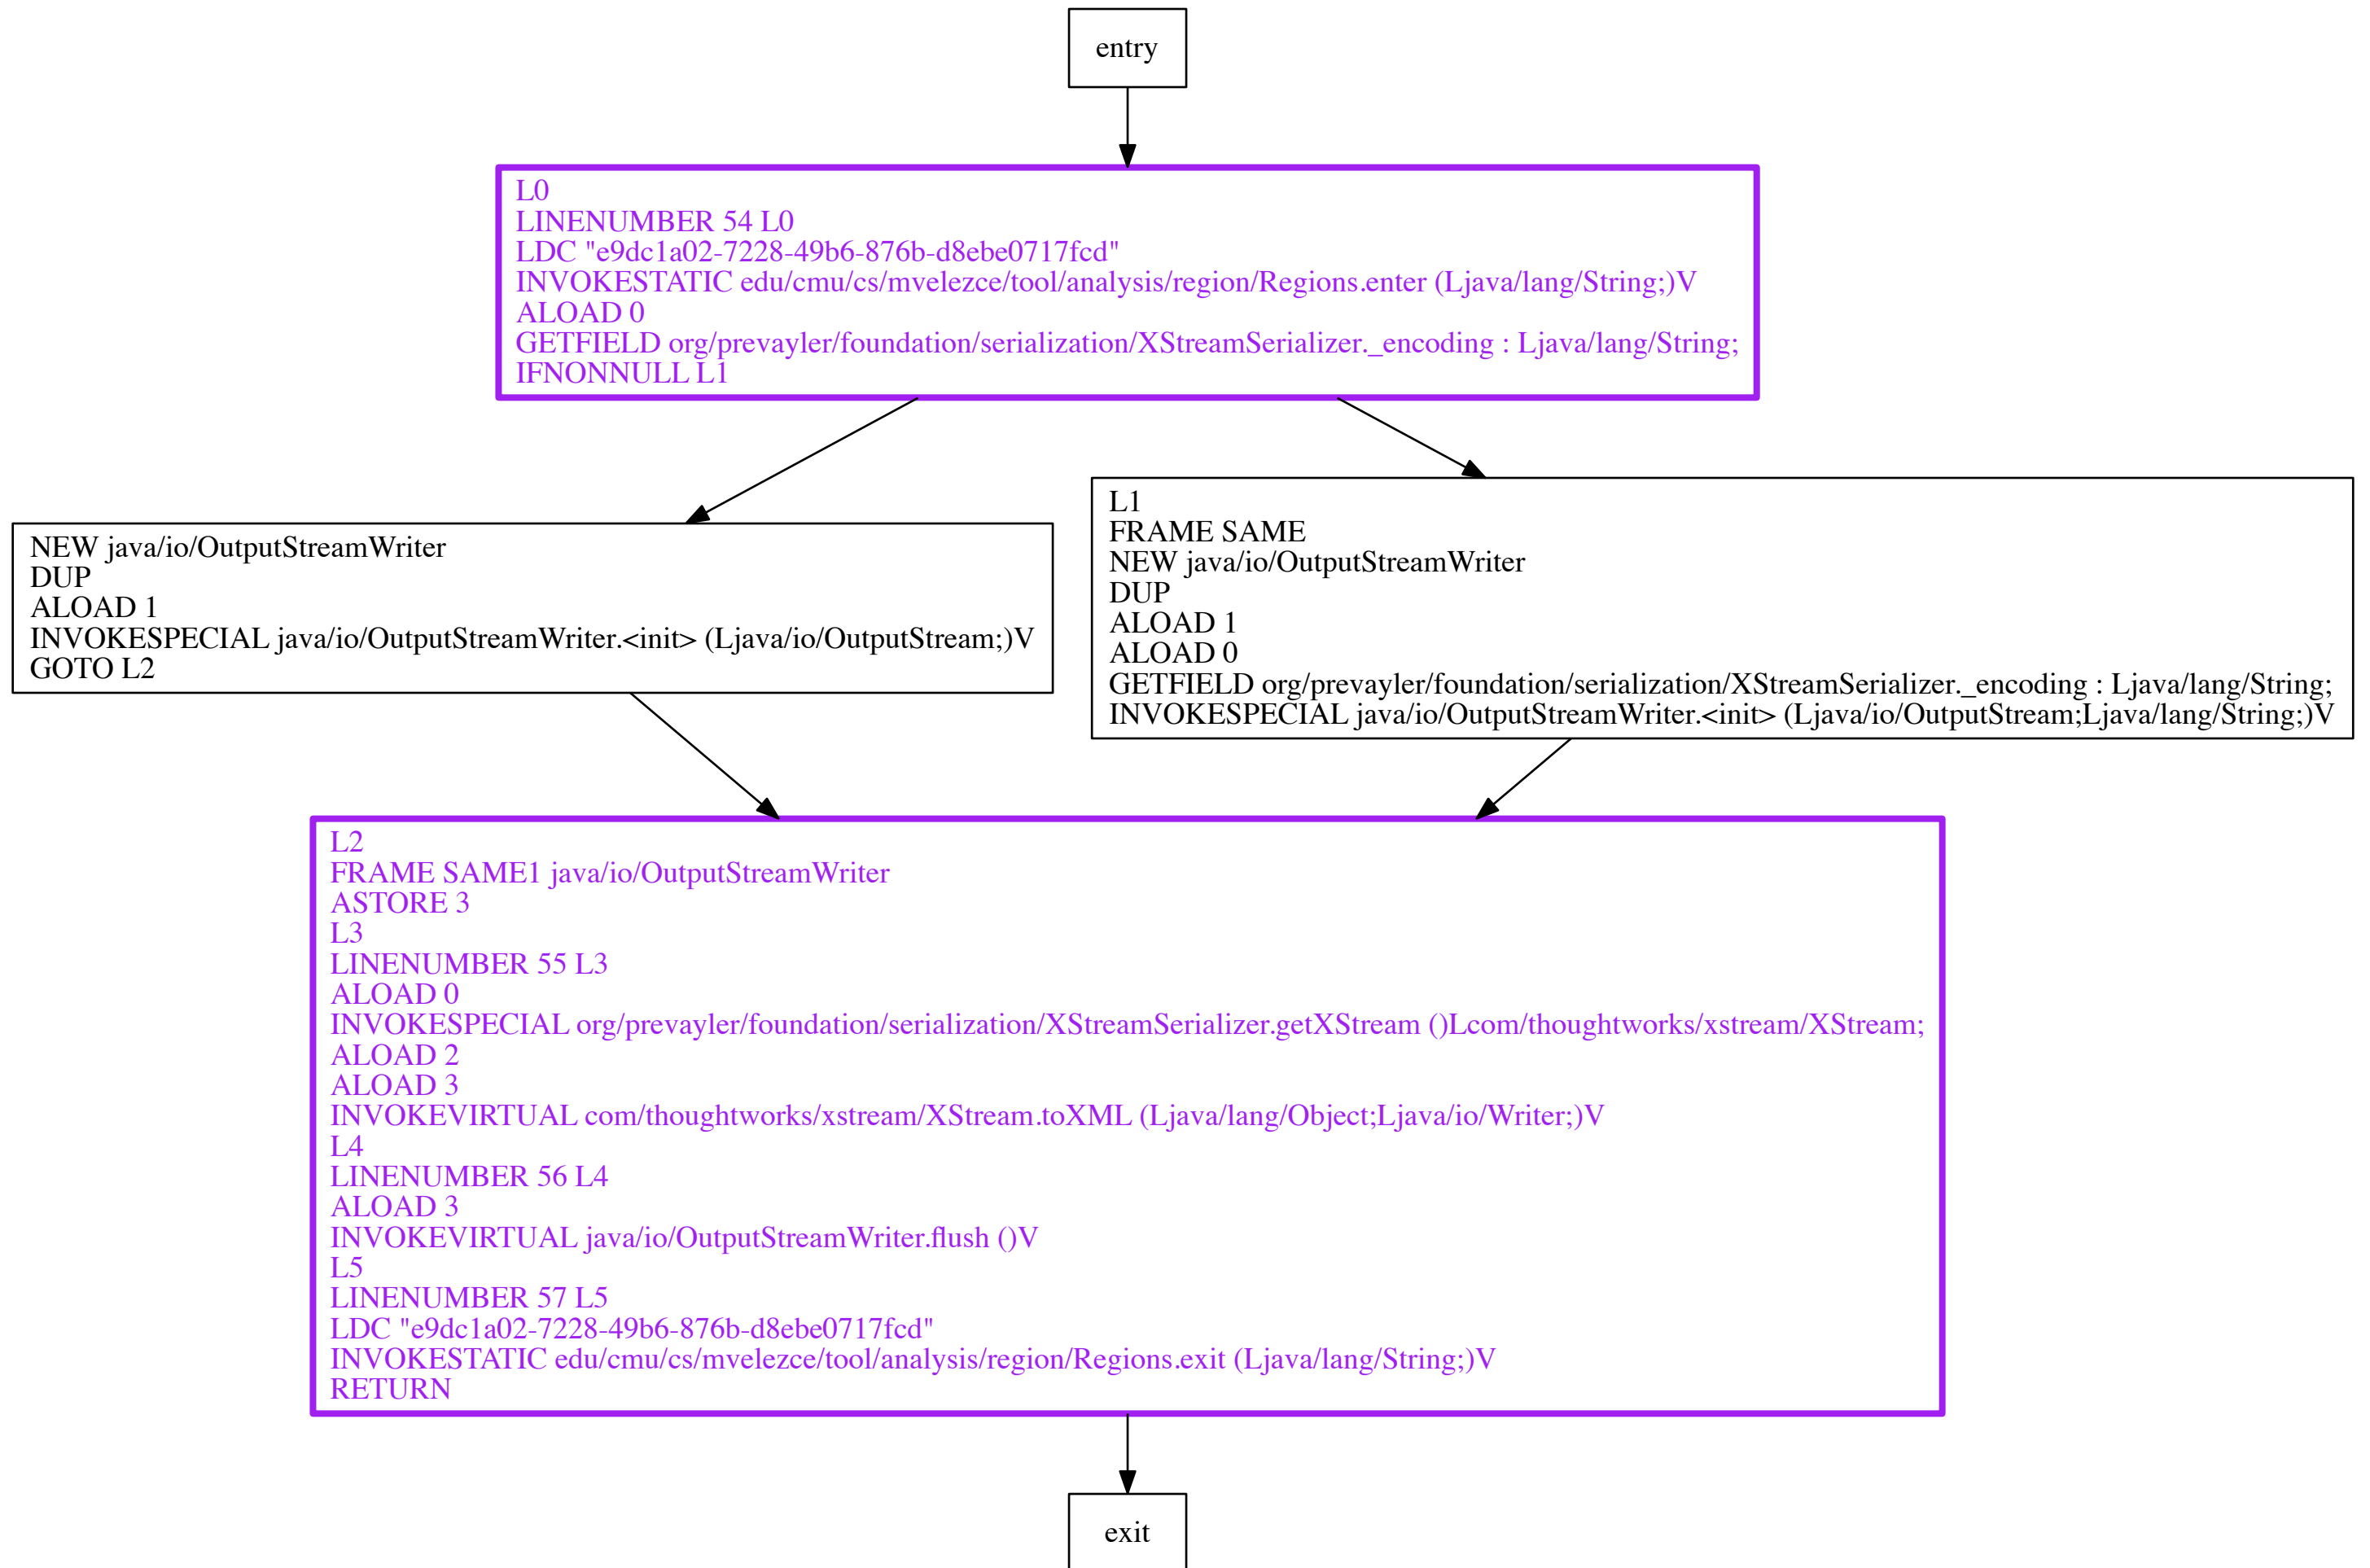 entry
L0
LINENUMBER 54 L0
LDC "e9dc1a02-7228-49b6-876b-d8ebe0717fcd"
INVOKESTATIC edu/cmu/cs/mvelezce/tool/analysis/region/Regions.enter (Ljava/lang/String;)V
ALOAD 0
GETFIELD org/prevayler/foundation/serialization/XStreamSerializer._encoding : Ljava/lang/String;
IFNONNULL L1
NEW java/io/OutputStreamWriter
DUP
ALOAD 1
INVOKESPECIAL java/io/OutputStreamWriter.<init> (Ljava/io/OutputStream;)V
GOTO L2
L1
FRAME SAME
NEW java/io/OutputStreamWriter
DUP
ALOAD 1
ALOAD 0
GETFIELD org/prevayler/foundation/serialization/XStreamSerializer._encoding : Ljava/lang/String;
INVOKESPECIAL java/io/OutputStreamWriter.<init> (Ljava/io/OutputStream;Ljava/lang/String;)V
L2
FRAME SAME1 java/io/OutputStreamWriter
ASTORE 3
L3
LINENUMBER 55 L3
ALOAD 0
INVOKESPECIAL org/prevayler/foundation/serialization/XStreamSerializer.getXStream ()Lcom/thoughtworks/xstream/XStream;
ALOAD 2
ALOAD 3
INVOKEVIRTUAL com/thoughtworks/xstream/XStream.toXML (Ljava/lang/Object;Ljava/io/Writer;)V
L4
LINENUMBER 56 L4
ALOAD 3
INVOKEVIRTUAL java/io/OutputStreamWriter.flush ()V
L5
LINENUMBER 57 L5
LDC "e9dc1a02-7228-49b6-876b-d8ebe0717fcd"
INVOKESTATIC edu/cmu/cs/mvelezce/tool/analysis/region/Regions.exit (Ljava/lang/String;)V
RETURN
exit